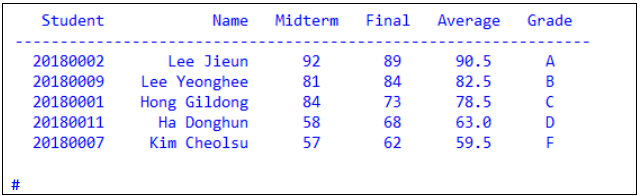 Student Name Midterm Final Average Grade
----------------------------------------------------------------
20180002 Lee Jieun 92 89 90.5 A
20180009 Lee Yeonghee 81 84 82.5 B
20180001 Hong Gildong 84 73 78.5 C
20180011 Ha Donghun 58 68 63.0 D
20180007 Kim Cheolsu 57 62 59.5 F
#